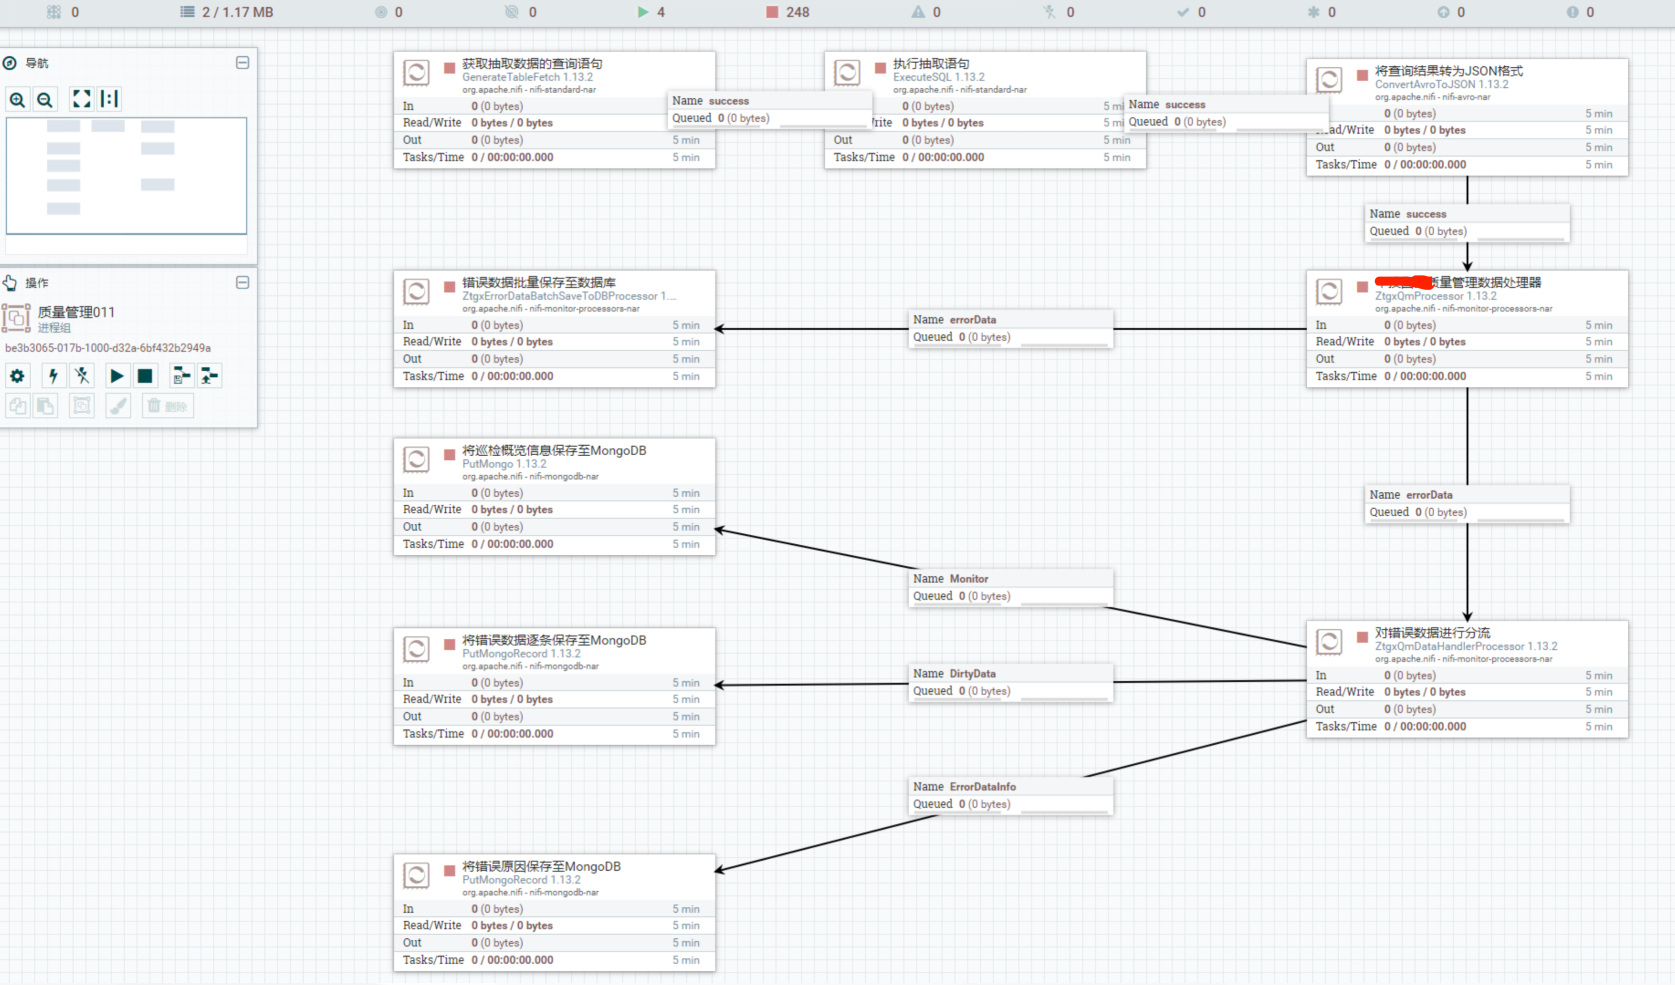 0 2 / 1.17 MB 0 0 4 248 0 0 0 0 0 0
导航
操作
质量管理011
进程组
be3b3065-017b-1000-d32a-6bf432b2949a
删除
获取抽取数据的查询语句
GenerateTableFetch 1.13.2
org.apache.nifi - nifi-standard-nar
In 0 (0 bytes)
Read/Write 0 bytes / 0 bytes
Out 0 (0 bytes) 5 min
Tasks/Time 0 / 00:00:00.000 5 min
Name success
Queued 0 (0 bytes)
执行抽取语句
ExecuteSQL 1.13.2
org.apache.nifi - nifi-standard-nar
0 (0 bytes) 5 mi
rite 0 bytes / 0 bytes 5 mi
Out 0 (0 bytes) 5 min
Tasks/Time 0 / 00:00:00.000 5 min
Name success
Queued 0 (0 bytes)
将查询结果转为JSON格式
ConvertAvroToJSON 1.13.2
org.apache.nifi - nifi-avro-nar
0 (0 bytes) 5 min
ad/Write 0 bytes / 0 bytes 5 min
Out 0 (0 bytes) 5 min
Tasks/Time 0 / 00:00:00.000 5 min
Name success
Queued 0 (0 bytes)
错误数据批量保存至数据库
ZtgxErrorDataBatchSaveToDBProcessor 1....
org.apache.nifi - nifi-monitor-processors-nar
In 0 (0 bytes) 5 min
Read/Write 0 bytes / 0 bytes 5 min
Out 0 (0 bytes) 5 min
Tasks/Time 0 / 00:00:00.000 5 min
Name errorData
Queued 0 (0 bytes)
质量管理数据处理器
ZtgxQmProcessor 1.13.2
org.apache.nifi - nifi-monitor-processors-nar
In 0 (0 bytes) 5 min
Read/Write 0 bytes / 0 bytes 5 min
Out 0 (0 bytes) 5 min
Tasks/Time 0 / 00:00:00.000 5 min
将巡检概览信息保存至MongoDB
PutMongo 1.13.2
org.apache.nifi - nifi-mongodb-nar
In 0 (0 bytes) 5 min
Read/Write 0 bytes / 0 bytes 5 min
Out 0 (0 bytes) 5 min
Tasks/Time 0 / 00:00:00.000 5 min
Name errorData
Queued 0 (0 bytes)
Name Monitor
Queued 0 (0 bytes)
将错误数据逐条保存至MongoDB
PutMongoRecord 1.13.2
org.apache.nifi - nifi-mongodb-nar
In 0 (0 bytes) 5 min
Read/Write 0 bytes / 0 bytes 5 min
Out 0 (0 bytes) 5 min
Tasks/Time 0 / 00:00:00.000 5 min
Name DirtyData
Queued 0 (0 bytes)
对错误数据进行分流
ZtgxQmDataHandlerProcessor 1.13.2
org.apache.nifi - nifi-monitor-processors-nar
In 0 (0 bytes) 5 min
Read/Write 0 bytes / 0 bytes 5 min
Out 0 (0 bytes) 5 min
Tasks/Time 0 / 00:00:00.000 5 min
Name ErrorDataInfo
Queued 0 (0 bytes)
将错误原因保存至MongoDB
PutMongoRecord 1.13.2
org.apache.nifi - nifi-mongodb-nar
In 0 (0 bytes) 5 min
Read/Write 0 bytes / 0 bytes 5 min
Out 0 (0 bytes) 5 min
Tasks/Time 0 / 00:00:00.000 5 min